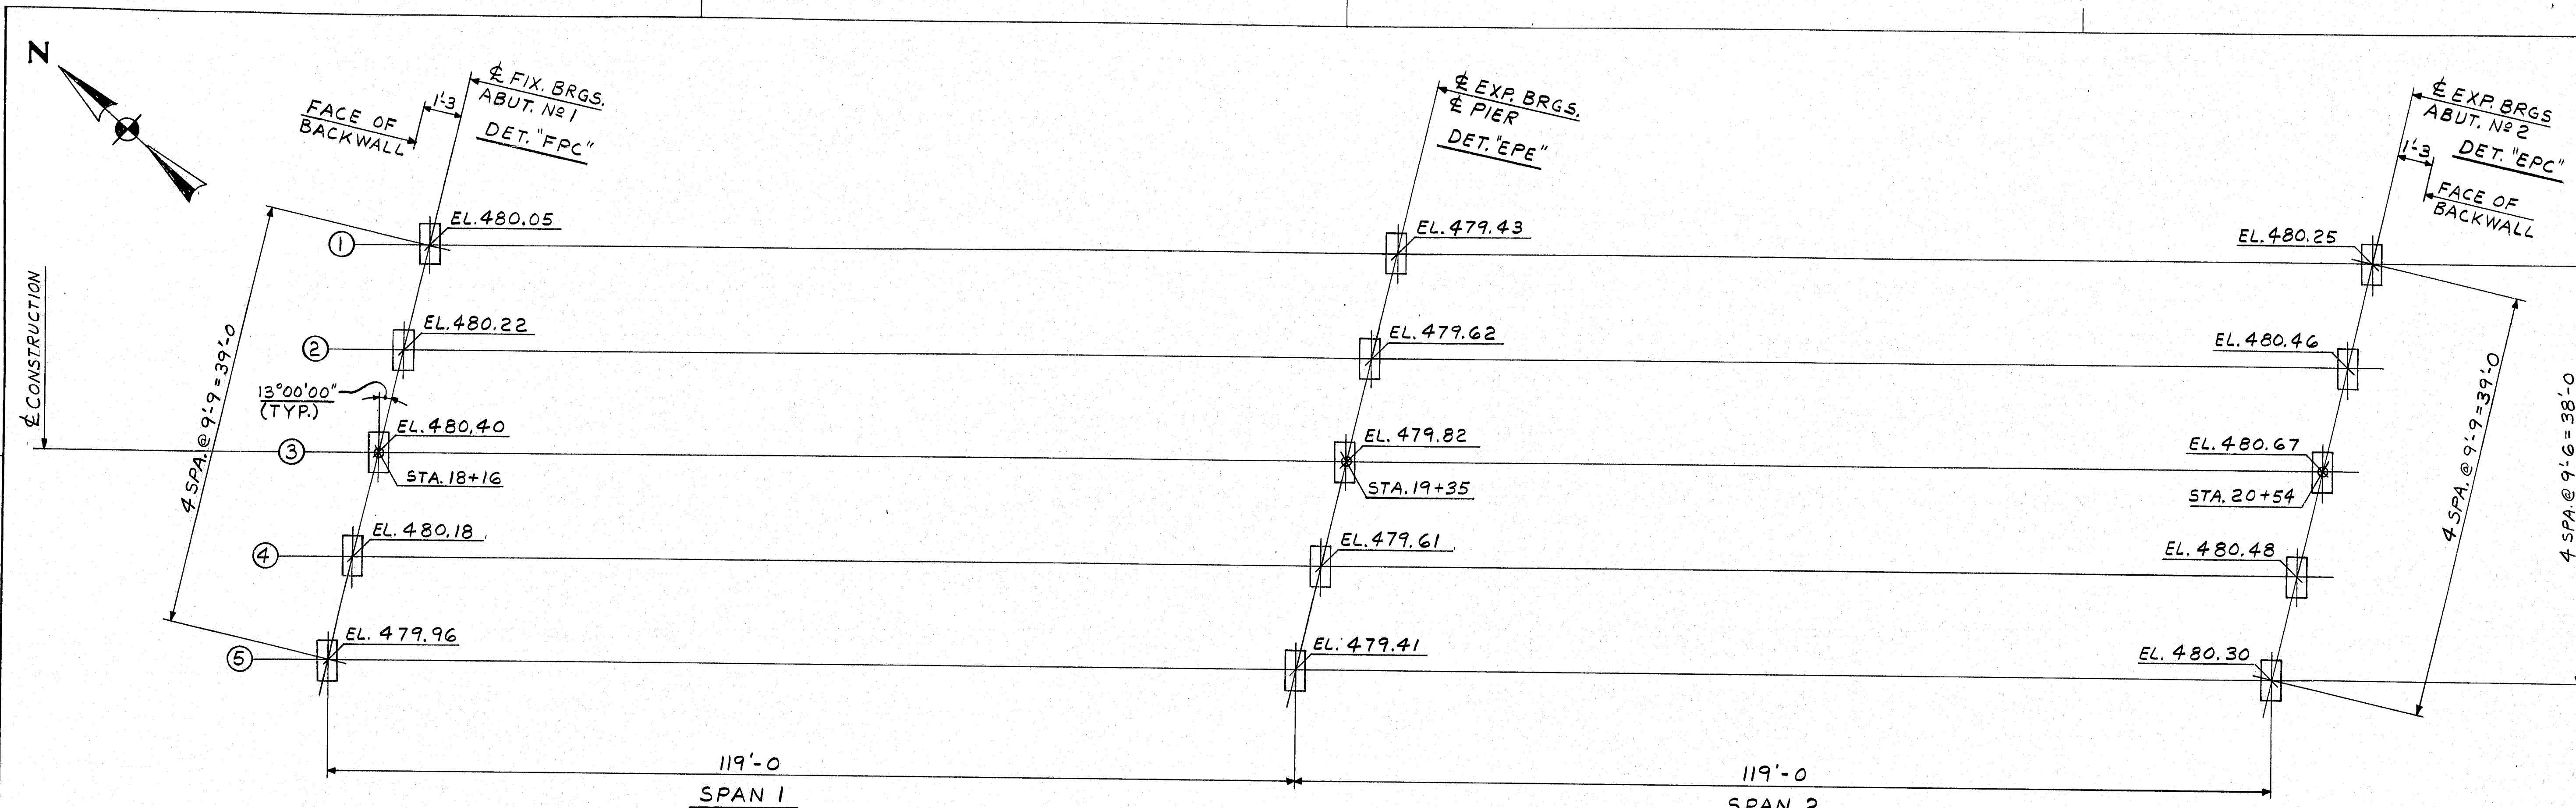 N
FACE OF
BACKWALL
1'-3
℄ FIX. BRGS.
ABUT. Nº 1
DET. "FPC"
℄ EXP. BRGS.
℄ PIER
DET. "EPE"
℄ EXP. BRGS
ABUT. Nº 2
1'-3
DET. "EPC"
FACE OF
BACKWALL
℄ CONSTRUCTION
4 SPA. @ 9'-9 = 39'-0
1
EL. 480.05
EL. 479.43
EL. 480.25
2
EL. 480.22
EL. 479.62
EL. 480.46
13°00'00"
(TYP.)
3
EL. 480.40
STA. 18+16
EL. 479.82
STA. 19+35
EL. 480.67
STA. 20+54
4
EL. 480.18
EL. 479.61
EL. 480.48
5
EL. 479.96
EL. 479.41
EL. 480.30
4 SPA. @ 9'-9 = 39'-0
4 SPA. @ 9'-6 = 38'-0
119'-0
SPAN 1
119'-0
SPAN 2